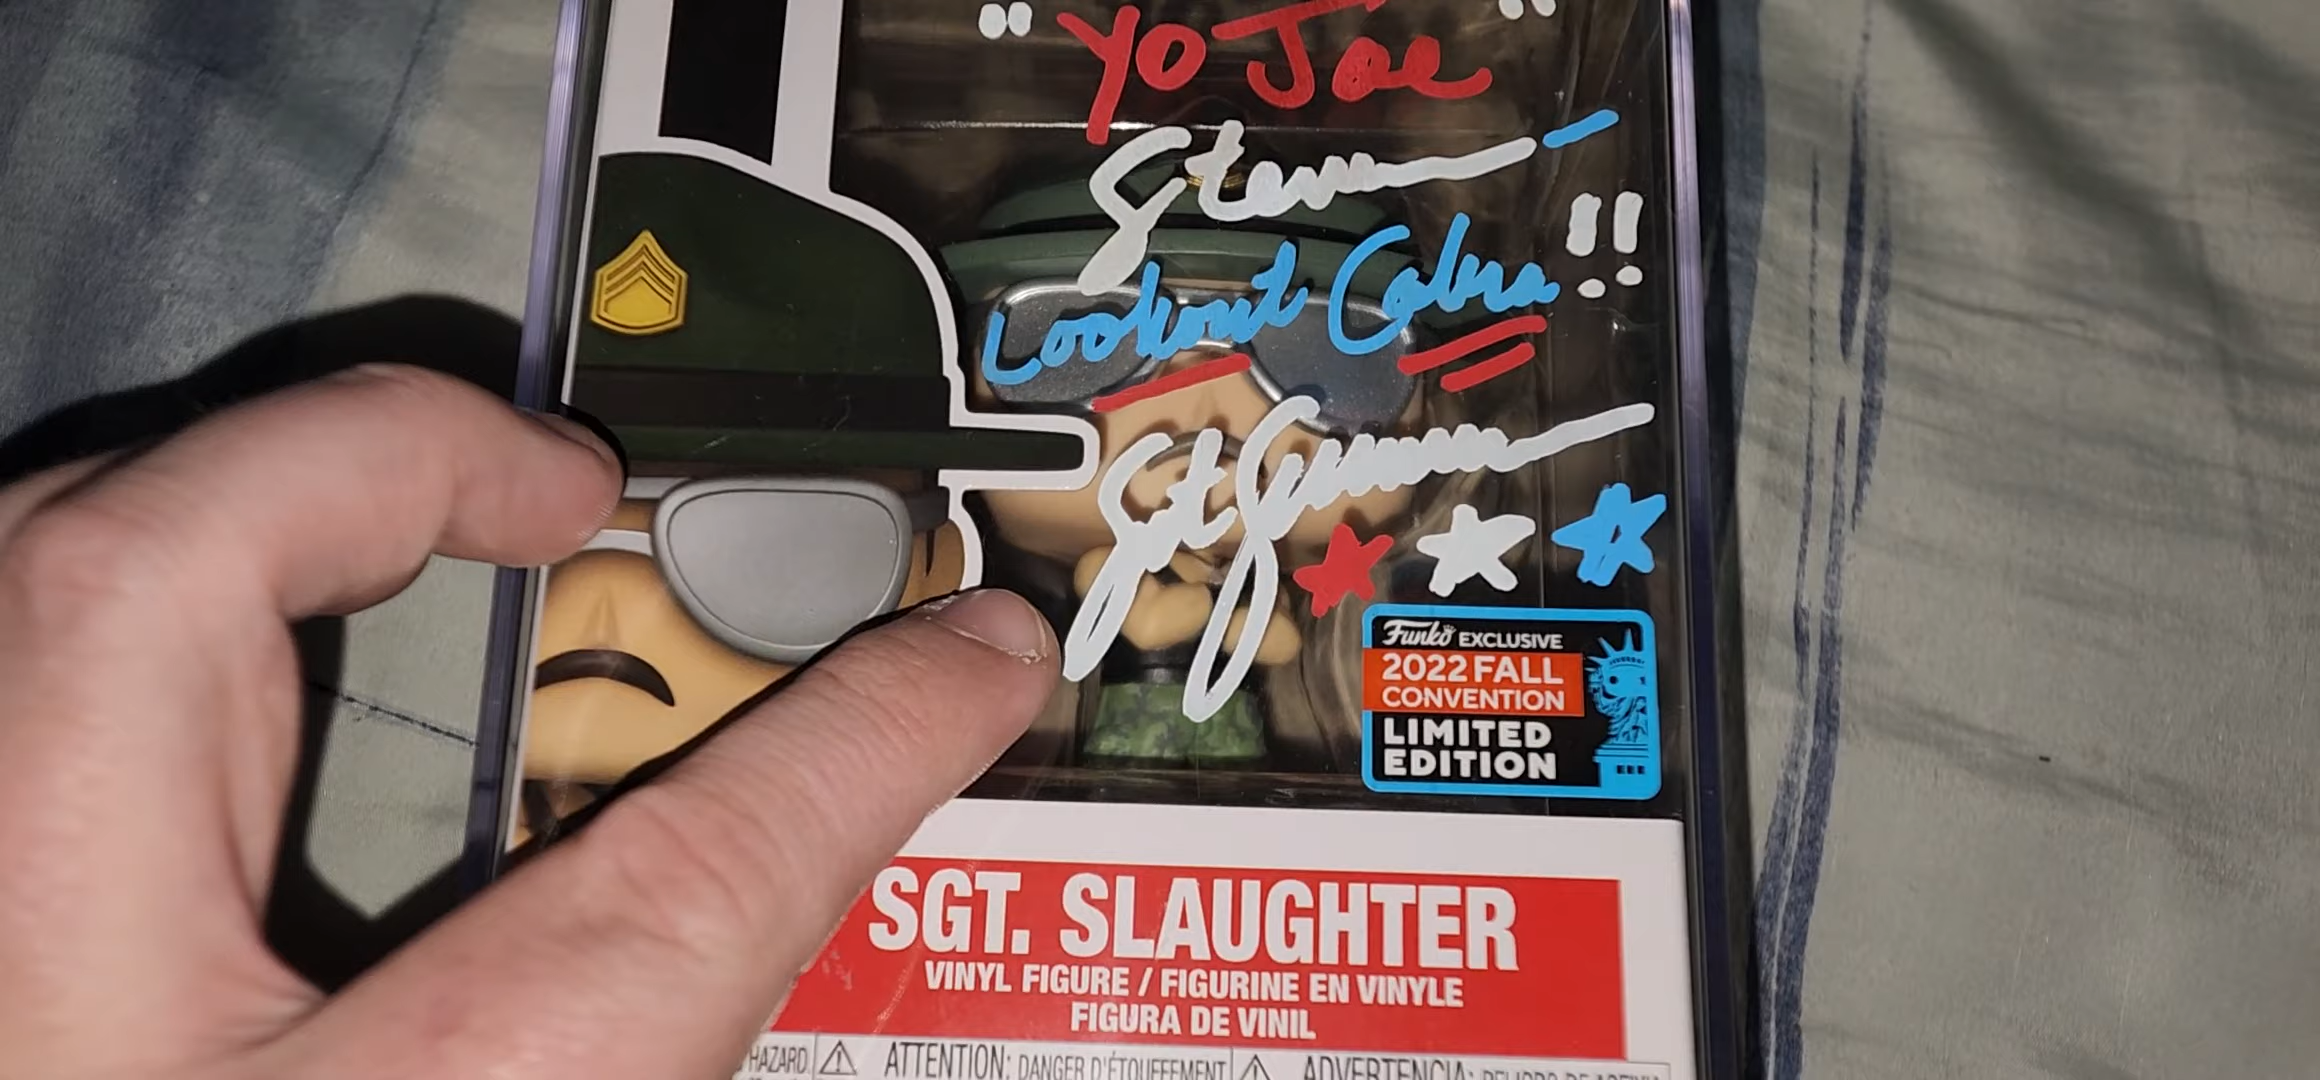 "Yo Joe"
Lookout Cobra!!
Sgt
Funko EXCLUSIVE
2022 FALL
CONVENTION
LIMITED
EDITION
SGT. SLAUGHTER
VINYL FIGURE / FIGURINE EN VINYLE
FIGURA DE VINIL
HAZARD. ATTENTION: DANGER D'ÉTOUFFEMENT ADVERTENCIA: